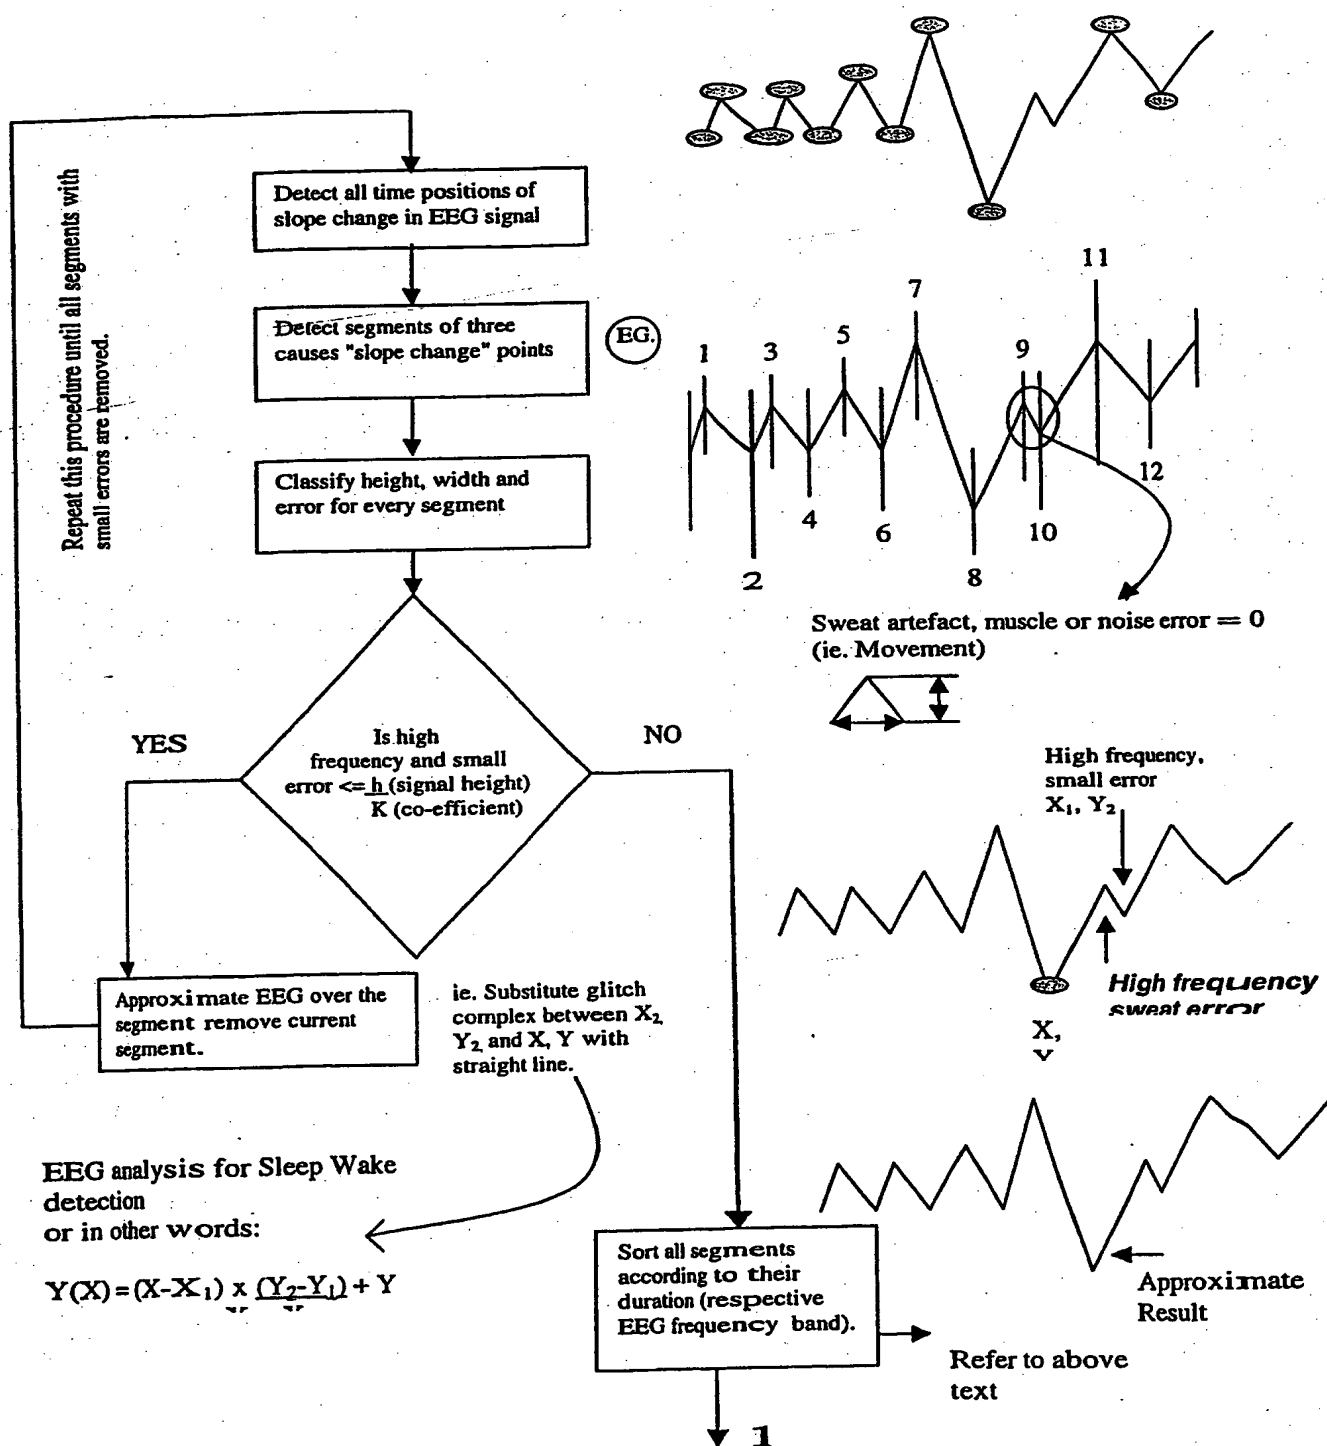 Repeat this procedure until all segments with
small errors are removed.
Detect all time positions of
slope change in EEG signal
Detect segments of three
causes "slope change" points
EG.
Classify height, width and
error for every segment
Is high
frequency and small
error <= h (signal height)
K (co-efficient)
YES
NO
Approximate EEG over the
segment remove current
segment.
ie. Substitute glitch
complex between X2,
Y2 and X, Y with
straight line.
EEG analysis for Sleep Wake
detection
or in other words:
Y(X)=(X-X1) x (Y2-Y1)+ Y
Sort all segments
according to their
duration (respective
EEG frequency band).
Refer to above
text
1
1
2
3
4
5
6
7
8
9
10
11
12
Sweat artefact, muscle or noise error = 0
(ie. Movement)
High frequency,
small error
X1, Y2
High frequency
sweat error
X,
Y
Approximate
Result